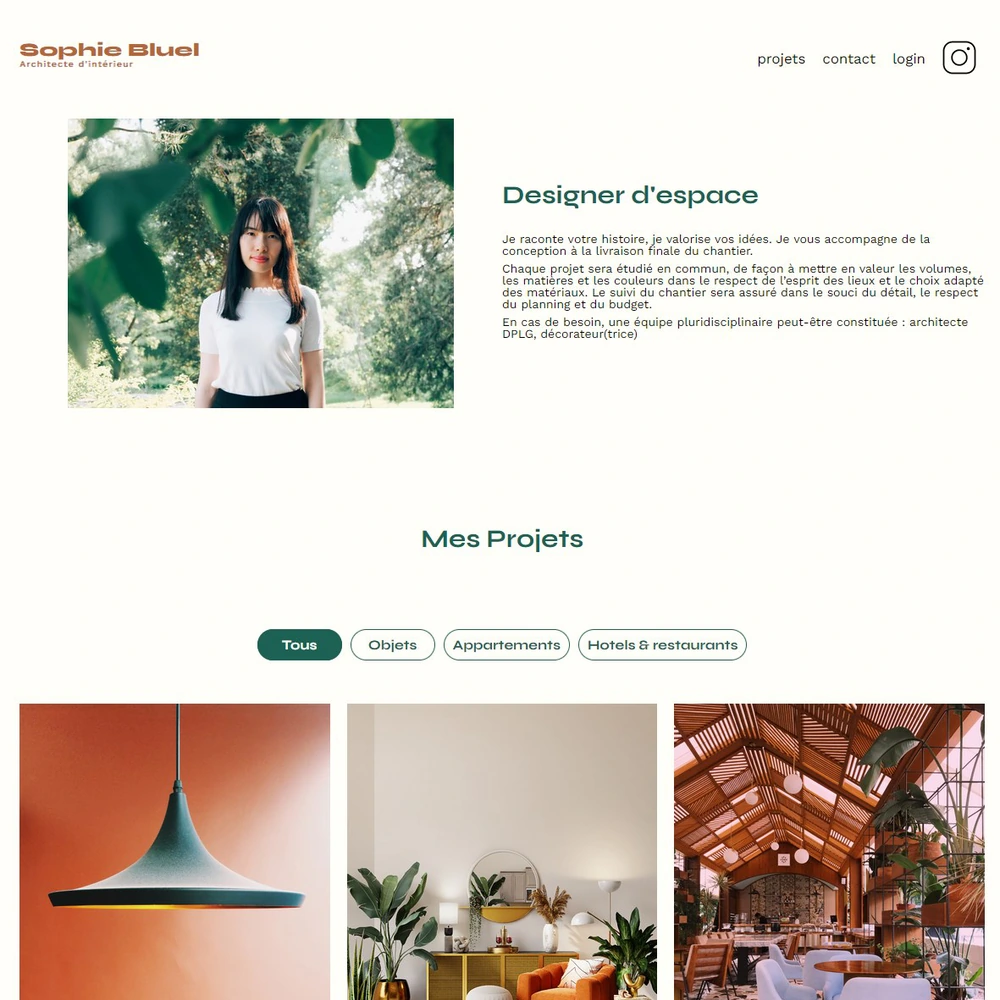 Sophie Bluel
Architecte d'intérieur
projets contact login
Designer d'espace
Je raconte votre histoire, je valorise vos idées. Je vous accompagne de la
conception à la livraison finale du chantier.
Chaque projet sera étudié en commun, de façon à mettre en valeur les volumes,
les matières et les couleurs dans le respect de l'esprit des lieux et le choix adapté
des matériaux. Le suivi du chantier sera assuré dans le souci du détail, le respect
du planning et du budget.
En cas de besoin, une équipe pluridisciplinaire peut-être constituée : architecte
DPLG, décorateur(trice)
Mes Projets
Tous Objets Appartements Hotels & restaurants